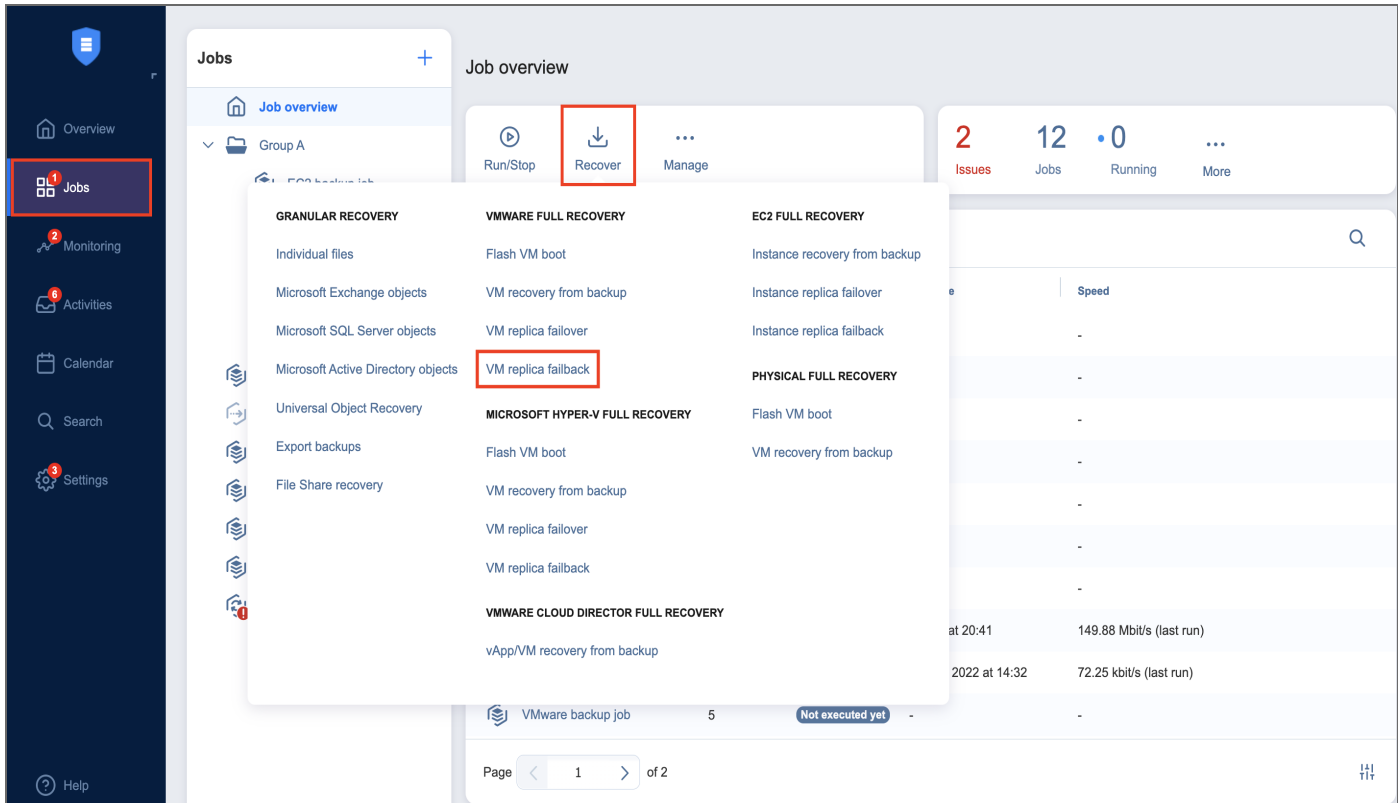 Overview
1
Jobs
2
Monitoring
6
Activities
Calendar
Search
3
Settings
Help
Jobs
Job overview
Group A
Job overview
Run/Stop
Recover
Manage
2
Issues
12
Jobs
0
Running
More
GRANULAR RECOVERY
Individual files
Microsoft Exchange objects
Microsoft SQL Server objects
Microsoft Active Directory objects
Universal Object Recovery
Export backups
File Share recovery
VMWARE FULL RECOVERY
Flash VM boot
VM recovery from backup
VM replica failover
VM replica failback
MICROSOFT HYPER-V FULL RECOVERY
Flash VM boot
VM recovery from backup
VM replica failover
VM replica failback
VMWARE CLOUD DIRECTOR FULL RECOVERY
vApp/VM recovery from backup
EC2 FULL RECOVERY
Instance recovery from backup
Instance replica failover
Instance replica failback
PHYSICAL FULL RECOVERY
Flash VM boot
VM recovery from backup
e Speed
-
-
-
-
-
-
-
at 20:41 149.88 Mbit/s (last run)
2022 at 14:32 72.25 kbit/s (last run)
VMware backup job 5 Not executed yet - -
Page 1 of 2